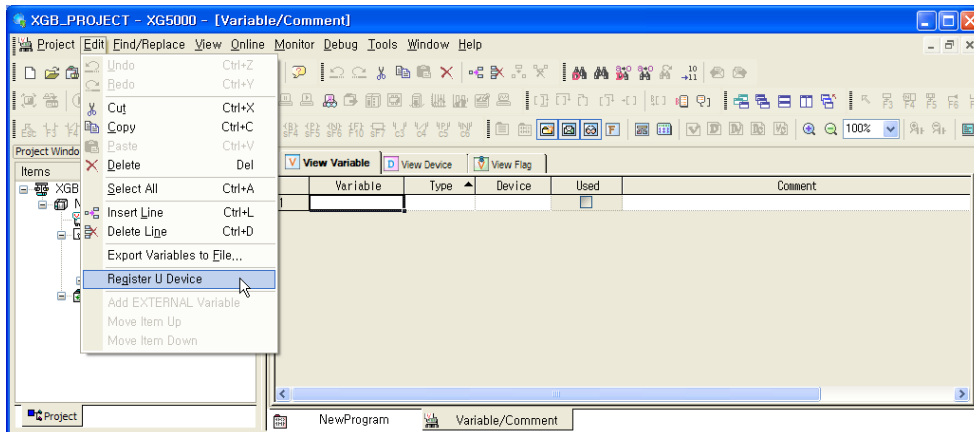 XGB_PROJECT - XG5000 - [Variable/Comment]
Project Edit Find/Replace View Online Monitor Debug Tools Window Help
Undo Ctrl+Z
Redo Ctrl+Y
Cut Ctrl+X
Copy Ctrl+C
Paste Ctrl+V
Delete Del
Select All Ctrl+A
Insert Line Ctrl+L
Delete Line Ctrl+D
Export Variables to File...
Register U Device
Add EXTERNAL Variable
Move Item Up
Move Item Down
100%
Project Windo
Items
XGB
N
View Variable View Device View Flag
Variable Type Device Used Comment
1
Project
NewProgram Variable/Comment